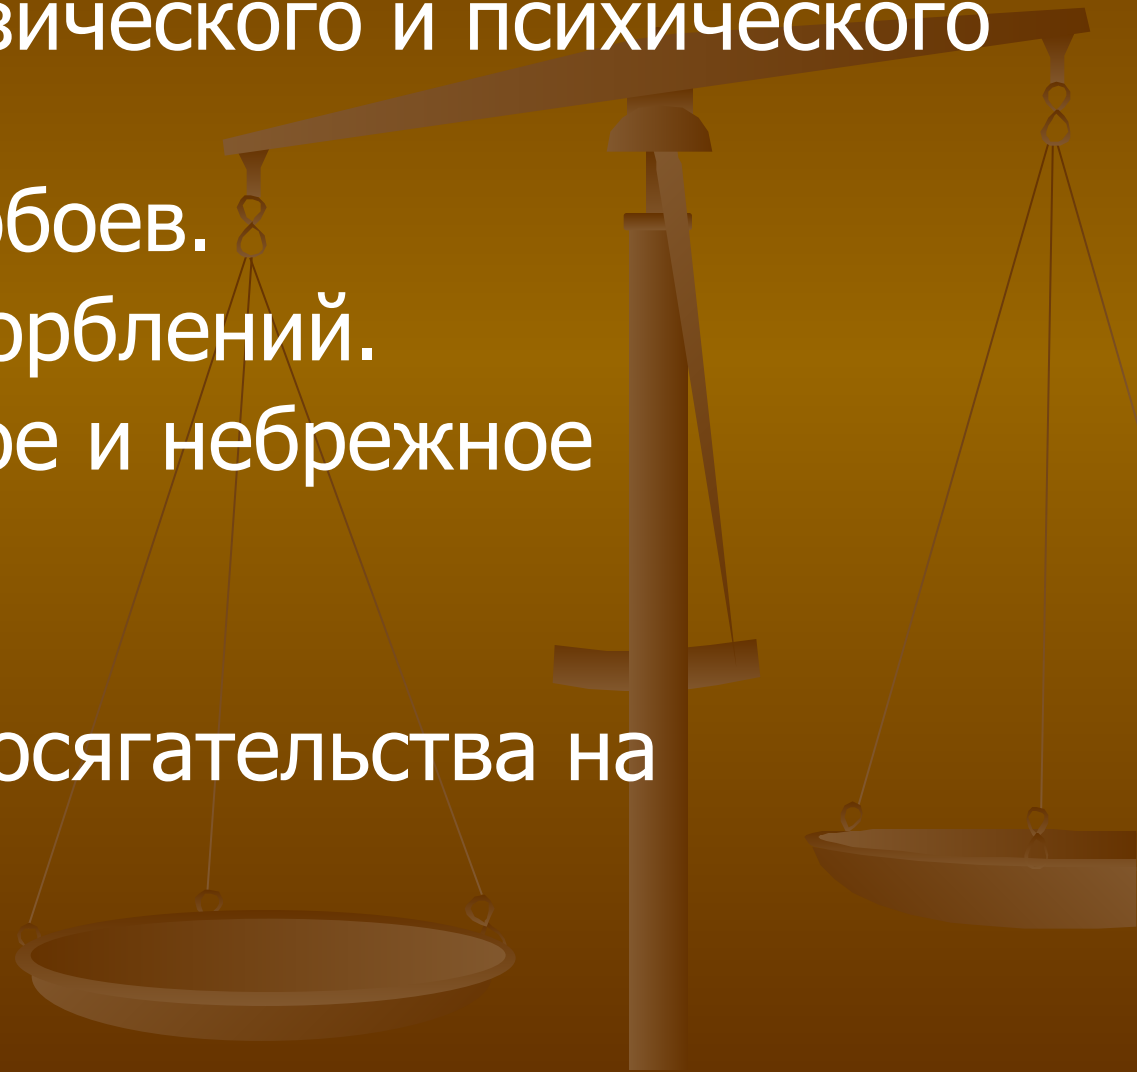 зического и психического
обоев.
орблений.
ое и небрежное
осягательства на